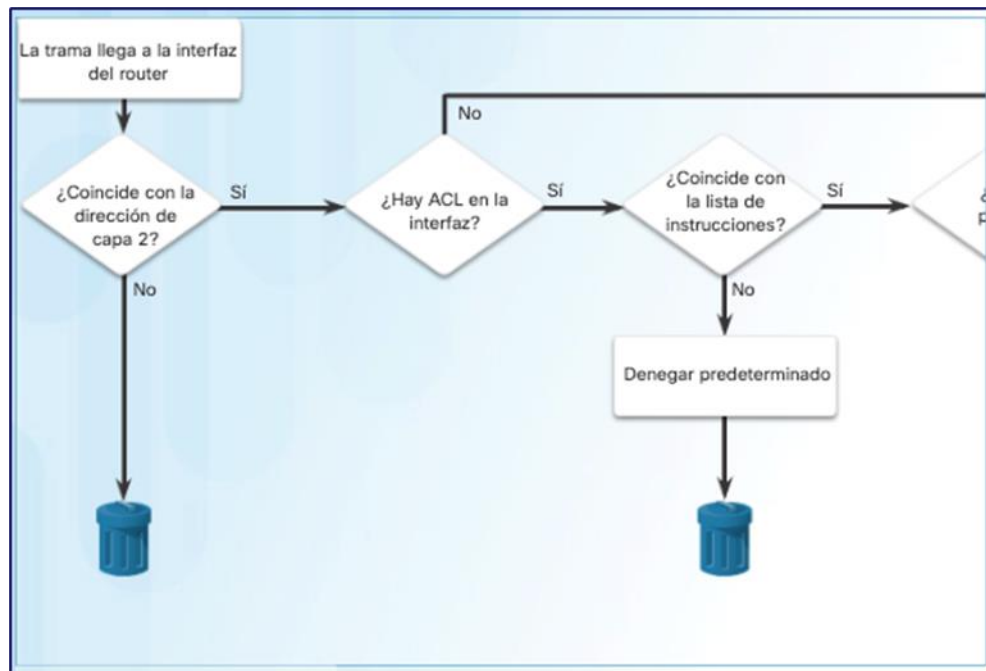 La trama llega a la interfaz
del router
No
¿Coincide con la
dirección de
capa 2?
Sí
¿Hay ACL en la
interfaz?
Sí
¿Coincide con
la lista de
instrucciones?
Sí
No
No
Denegar predeterminado